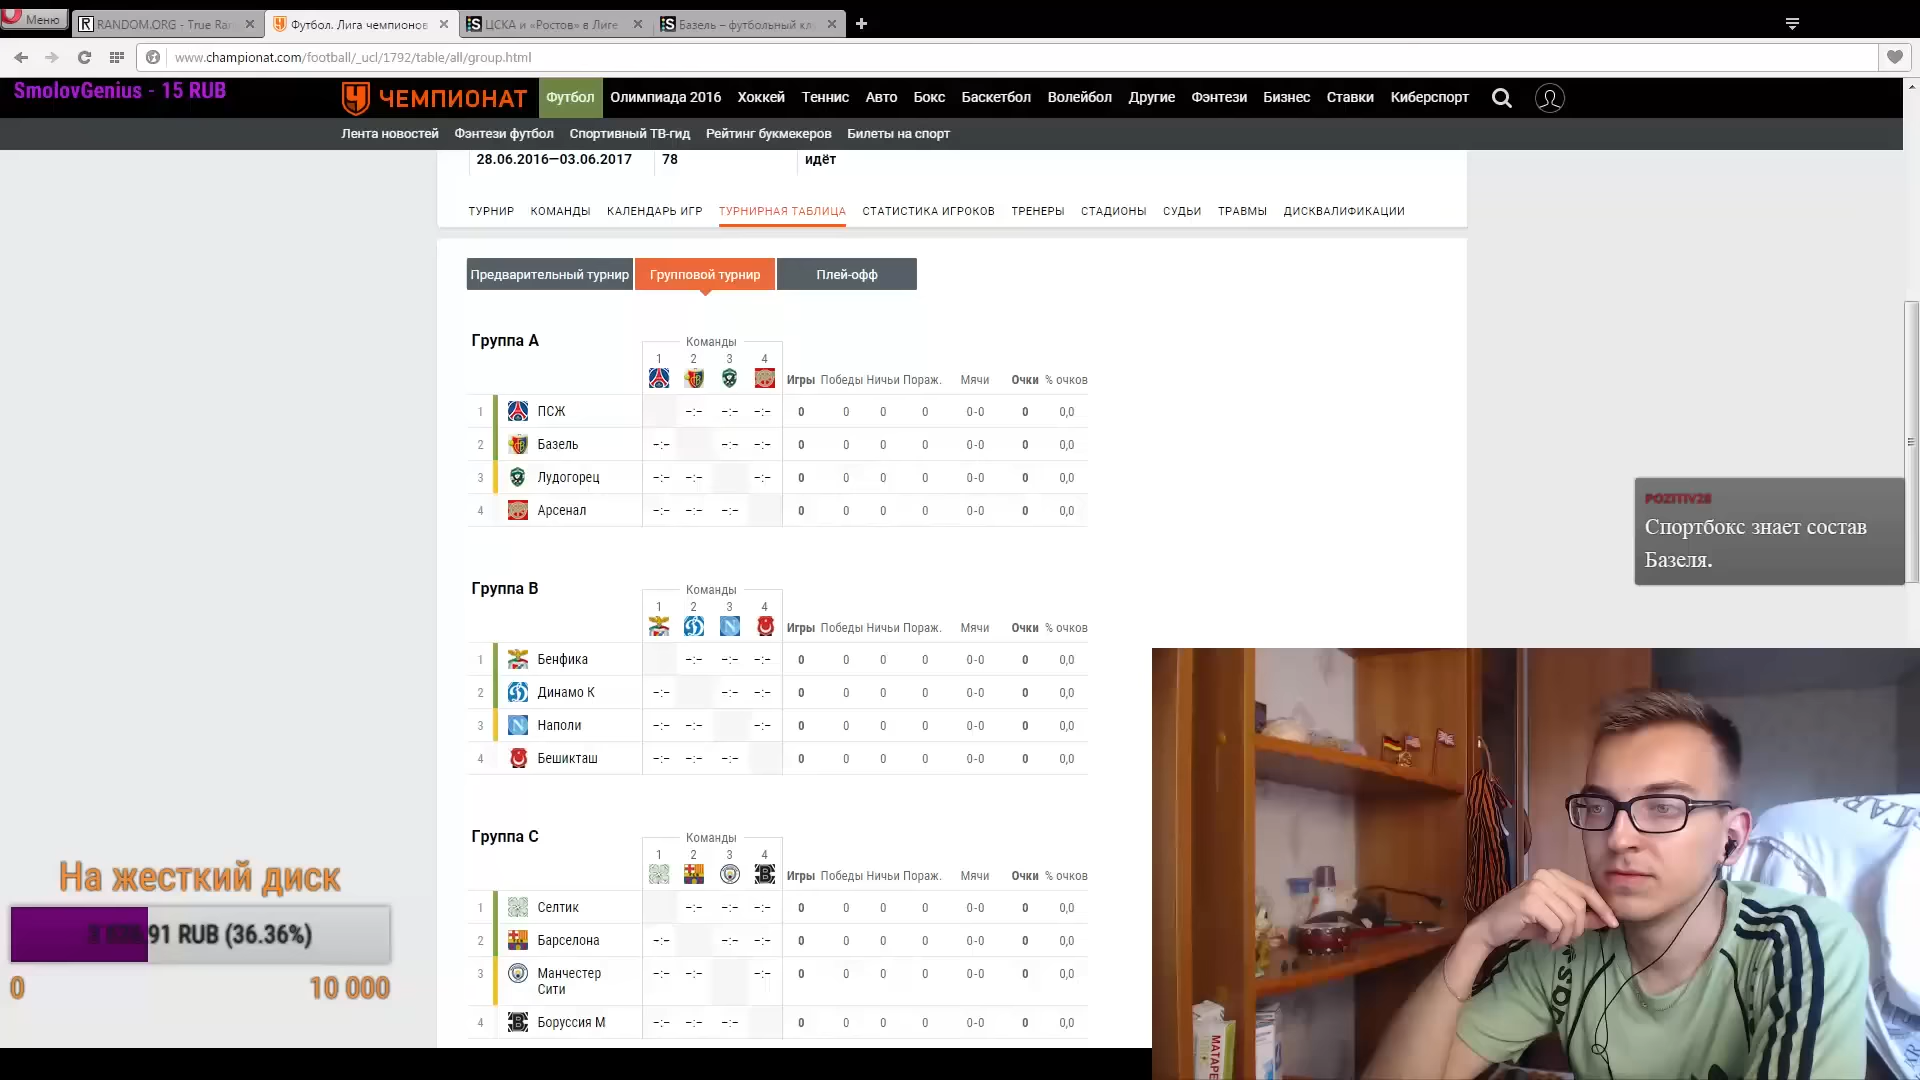 Меню
RANDOM.ORG - True Ra
Футбол. Лига чемпионов
ЦСКА и «Ростов» в Лиге
Базель – футбольный кл
www.championat.com/football/_ucl/1792/table/all/group.html
SmolovGenius - 15 RUB
ЧЕМПИОНАТ
Футбол Олимпиада 2016 Хоккей Теннис Авто Бокс Баскетбол Волейбол Другие Фэнтези Бизнес Ставки Киберспорт
Лента новостей Фэнтези футбол Спортивный ТВ-гид Рейтинг букмекеров Билеты на спорт
28.06.2016—03.06.2017 78 идёт
ТУРНИР КОМАНДЫ КАЛЕНДАРЬ ИГР ТУРНИРНАЯ ТАБЛИЦА СТАТИСТИКА ИГРОКОВ ТРЕНЕРЫ СТАДИОНЫ СУДЬИ ТРАВМЫ ДИСКВАЛИФИКАЦИИ
Предварительный турнир Групповой турнир Плей-офф
Группа A
Команды
1 2 3 4
Игры Победы Ничьи Пораж. Мячи Очки % очков
1 ПСЖ –:– –:– –:– 0 0 0 0 0-0 0 0,0
2 Базель –:– –:– –:– 0 0 0 0 0-0 0 0,0
3 Лудогорец –:– –:– –:– 0 0 0 0 0-0 0 0,0
4 Арсенал –:– –:– –:– 0 0 0 0 0-0 0 0,0
Группа B
Команды
1 2 3 4
Игры Победы Ничьи Пораж. Мячи Очки % очков
1 Бенфика –:– –:– –:– 0 0 0 0 0-0 0 0,0
2 Динамо К –:– –:– –:– 0 0 0 0 0-0 0 0,0
3 Наполи –:– –:– –:– 0 0 0 0 0-0 0 0,0
4 Бешикташ –:– –:– –:– 0 0 0 0 0-0 0 0,0
Группа C
Команды
1 2 3 4
Игры Победы Ничьи Пораж. Мячи Очки % очков
1 Селтик –:– –:– –:– 0 0 0 0 0-0 0 0,0
2 Барселона –:– –:– –:– 0 0 0 0 0-0 0 0,0
3 Манчестер Сити –:– –:– –:– 0 0 0 0 0-0 0 0,0
4 Боруссия М –:– –:– –:– 0 0 0 0 0-0 0 0,0
POZITIV28
Спортбокс знает состав
Базеля.
На жесткий диск
91 RUB (36.36%)
0 10 000